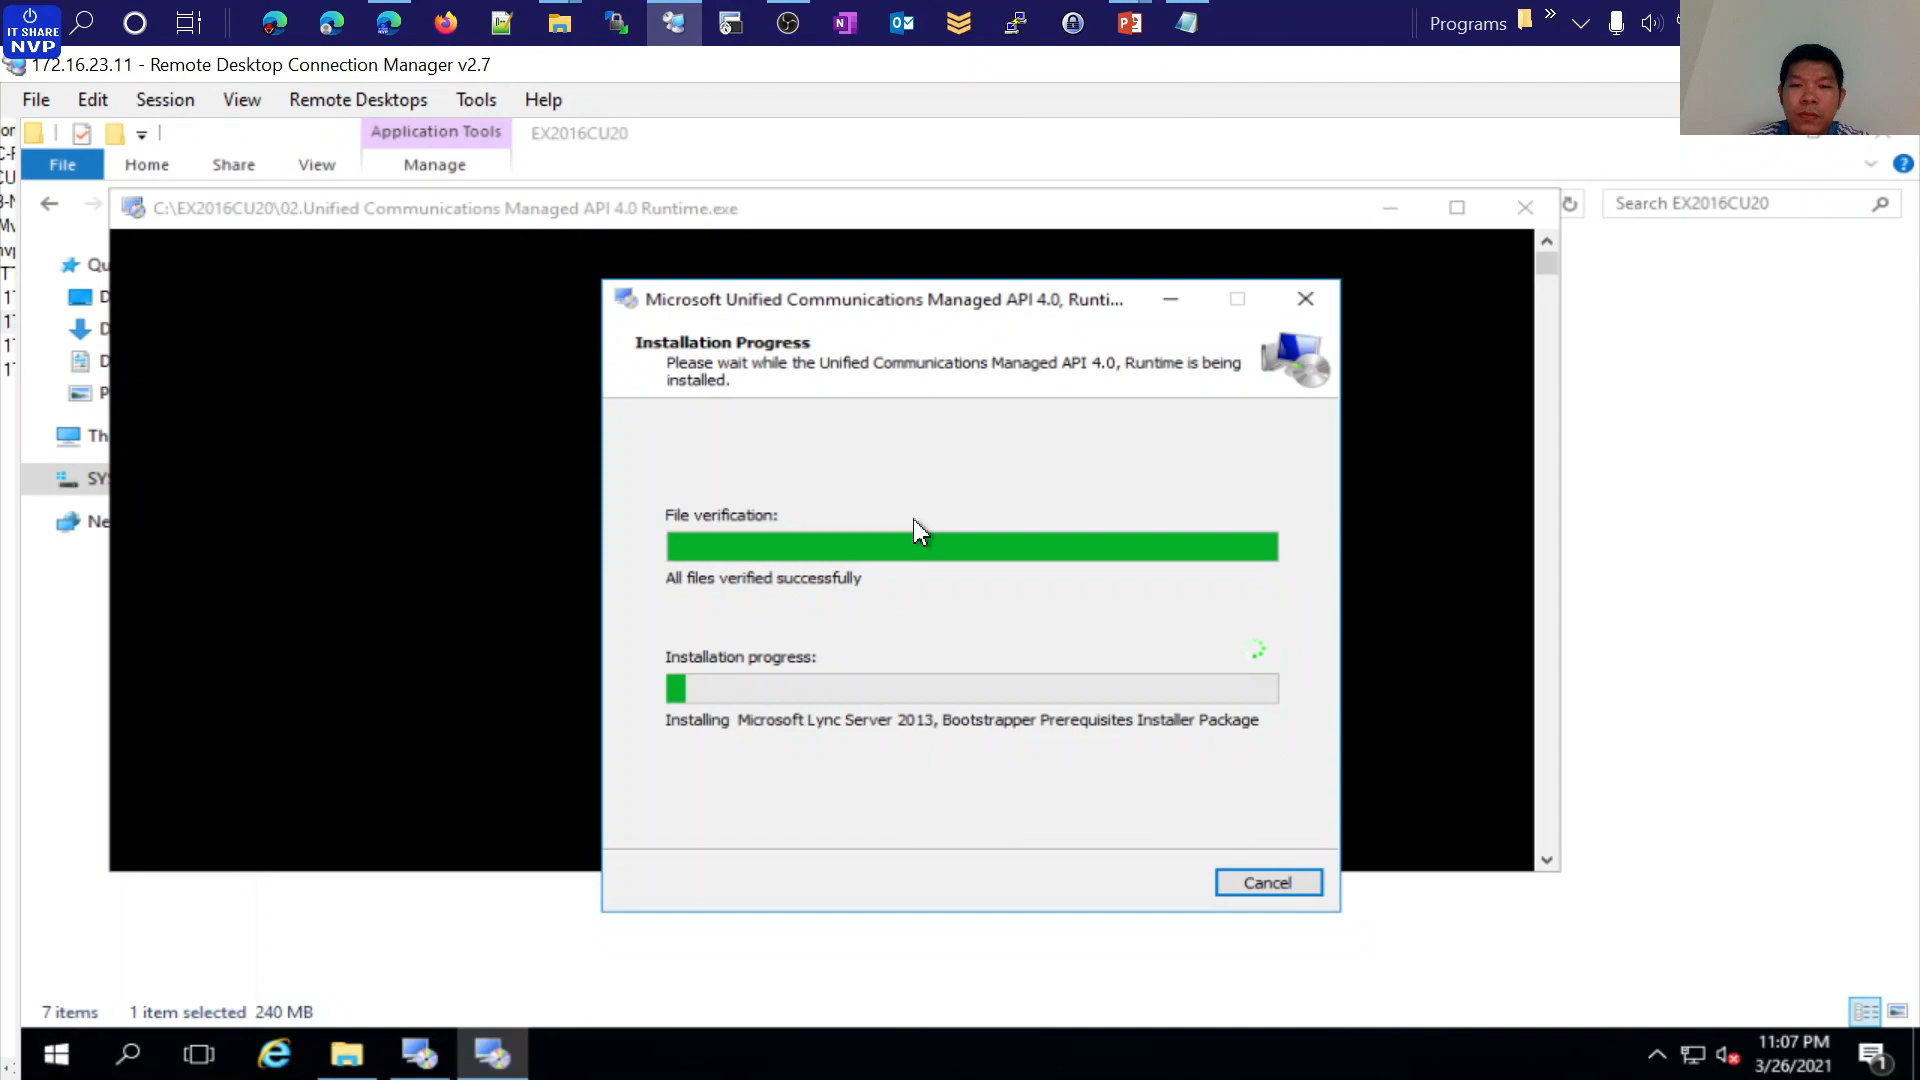 IT SHARE
NVP
Programs
172.16.23.11 - Remote Desktop Connection Manager v2.7
File Edit Session View Remote Desktops Tools Help
Application Tools EX2016CU20
File Home Share View Manage
C:\EX2016CU20\02.Unified Communications Managed API 4.0 Runtime.exe
Search EX2016CU20
Microsoft Unified Communications Managed API 4.0, Runti...
Installation Progress
Please wait while the Unified Communications Managed API 4.0, Runtime is being
installed.
Qu
D
D
D
P
Th
SYS
Ne
File verification:
All files verified successfully
Installation progress:
Installing Microsoft Lync Server 2013, Bootstrapper Prerequisites Installer Package
Cancel
7 items 1 item selected 240 MB
11:07 PM
3/26/2021
1